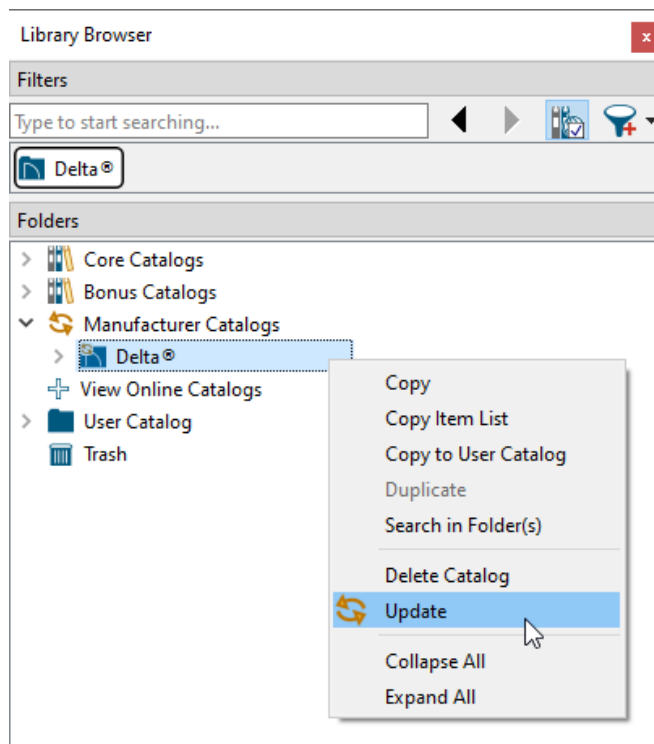 Library Browser
x
Filters
Type to start searching...
Delta®
Folders
Core Catalogs
Bonus Catalogs
Manufacturer Catalogs
Delta®
View Online Catalogs
User Catalog
Trash
Copy
Copy Item List
Copy to User Catalog
Duplicate
Search in Folder(s)
Delete Catalog
Update
Collapse All
Expand All